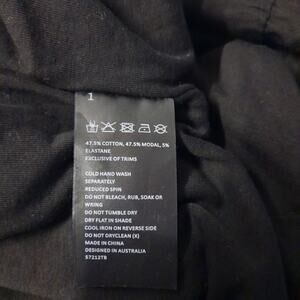 1
47.5% COTTON, 47.5% MODAL, 5%
ELASTANE
EXCLUSIVE OF TRIMS
COLD HAND WASH
SEPARATELY
REDUCED SPIN
DO NOT BLEACH, RUB, SOAK OR
WRING
DO NOT TUMBLE DRY
DRY FLAT IN SHADE
COOL IRON ON REVERSE SIDE
DO NOT DRYCLEAN (X)
MADE IN CHINA
DESIGNED IN AUSTRALIA
S7212TB